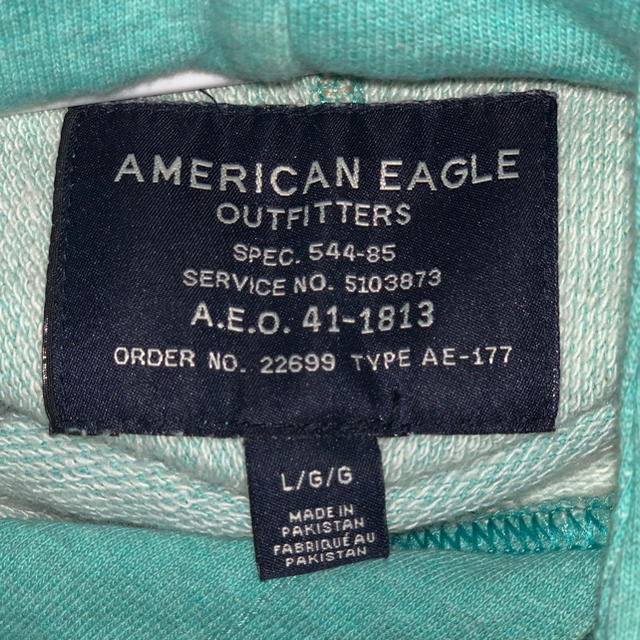 AMERICAN EAGLE
OUTFITTERS
SPEC. 544-85
SERVICE NO. 5103873
A.E.O. 41-1813
ORDER NO. 22699 TYPE AE-177
L/G/G
MADE IN
PAKISTAN
FABRIQUÉ AU
PAKISTAN